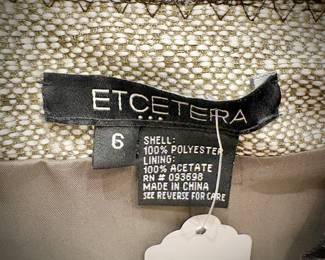 ETCETERA
6
SHELL:
100% POLYESTER
LINING:
100% ACETATE
RN # 093698
MADE IN CHINA
SEE REVERSE FOR CARE